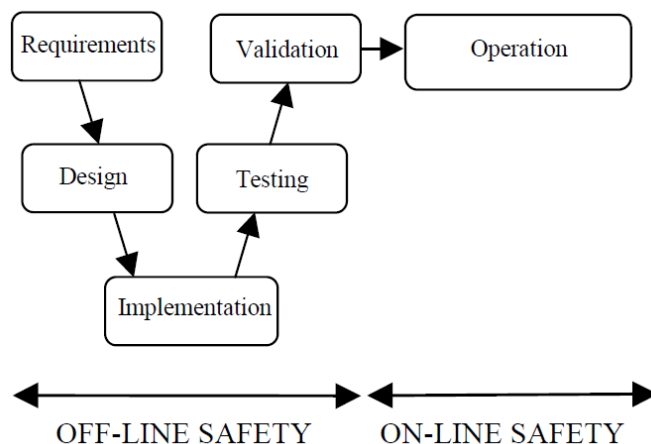 Requirements
Validation
Operation
Design
Testing
Implementation
OFF-LINE SAFETY
ON-LINE SAFETY